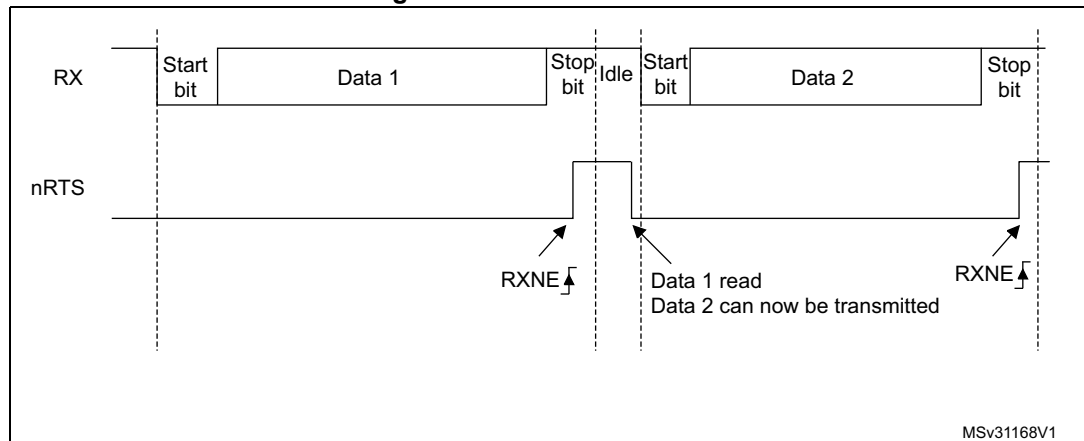 RX
Start
bit
Data 1
Stop
bit
Idle
Start
bit
Data 2
Stop
bit
nRTS
RXNE
Data 1 read
Data 2 can now be transmitted
RXNE
MSv31168V1